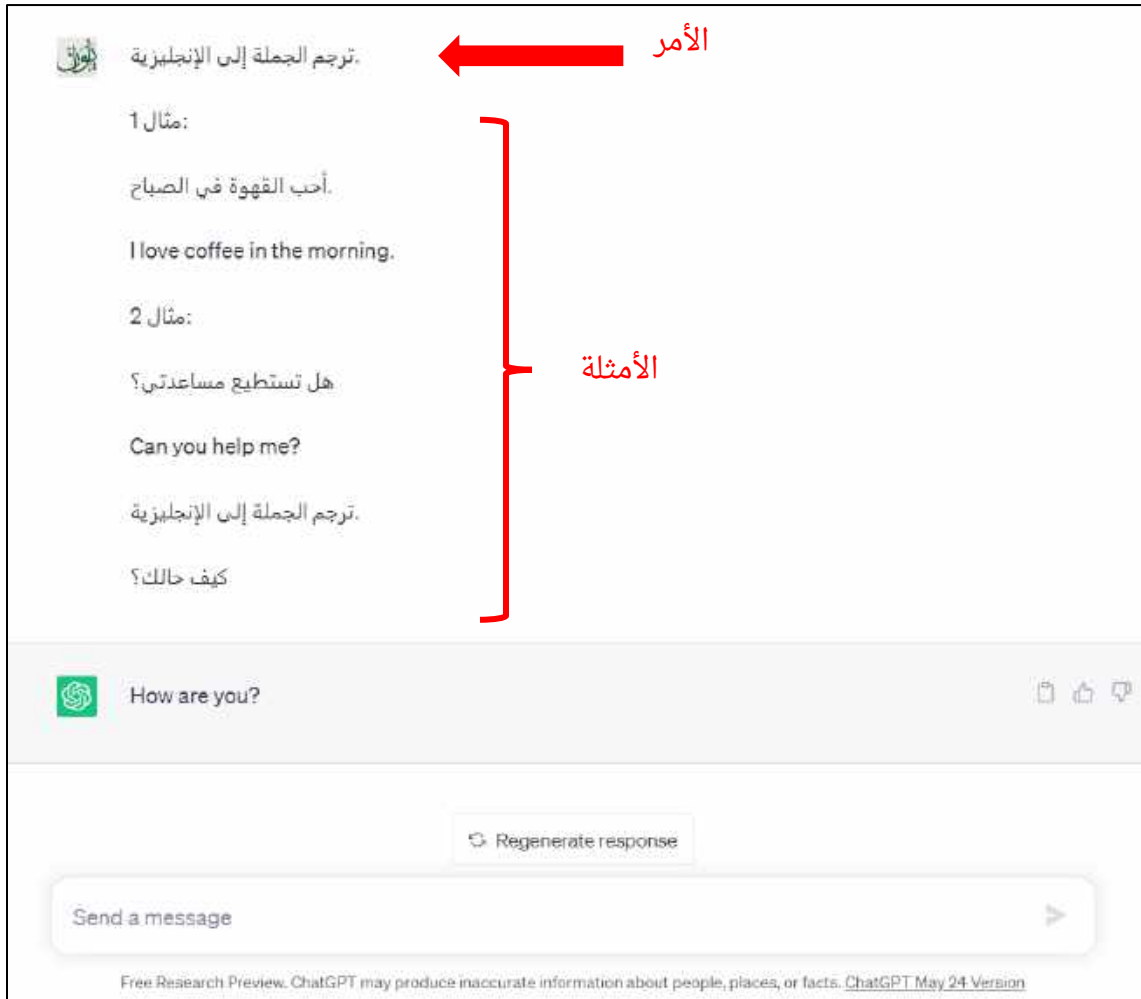 ترجم الجملة إلى الإنجليزية.
الأمر
مثال 1:
أحب القهوة في الصباح.
I love coffee in the morning.
مثال 2:
هل تستطيع مساعدتي؟
الأمثلة
Can you help me?
ترجم الجملة إلى الإنجليزية.
كيف حالك؟
How are you?
Regenerate response
Send a message
Free Research Preview. ChatGPT may produce inaccurate information about people, places, or facts. ChatGPT May 24 Version